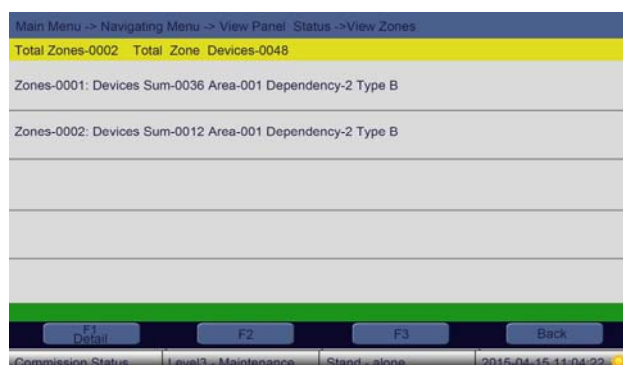 Main Menu -> Navigating Menu -> View Panel Status ->View Zones
Total Zones-0002 Total Zone Devices-0048
Zones-0001: Devices Sum-0036 Area-001 Dependency-2 Type B
Zones-0002: Devices Sum-0012 Area-001 Dependency-2 Type B
F1
Detail F2 F3 Back
Commission Status Level3 - Maintenance Stand - alone 2015-04-15 11:04:22